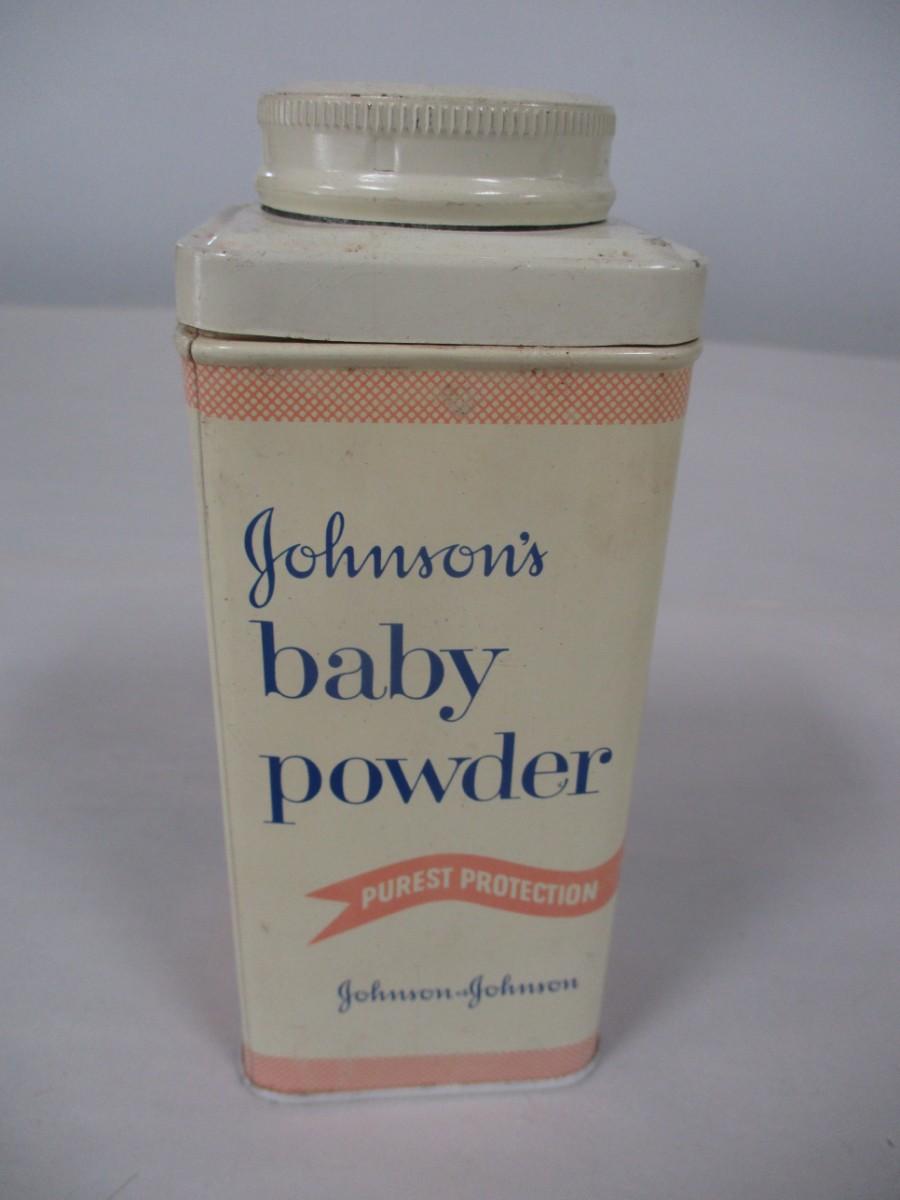 Johnson's
baby
powder
PUREST PROTECTION
Johnson & Johnson